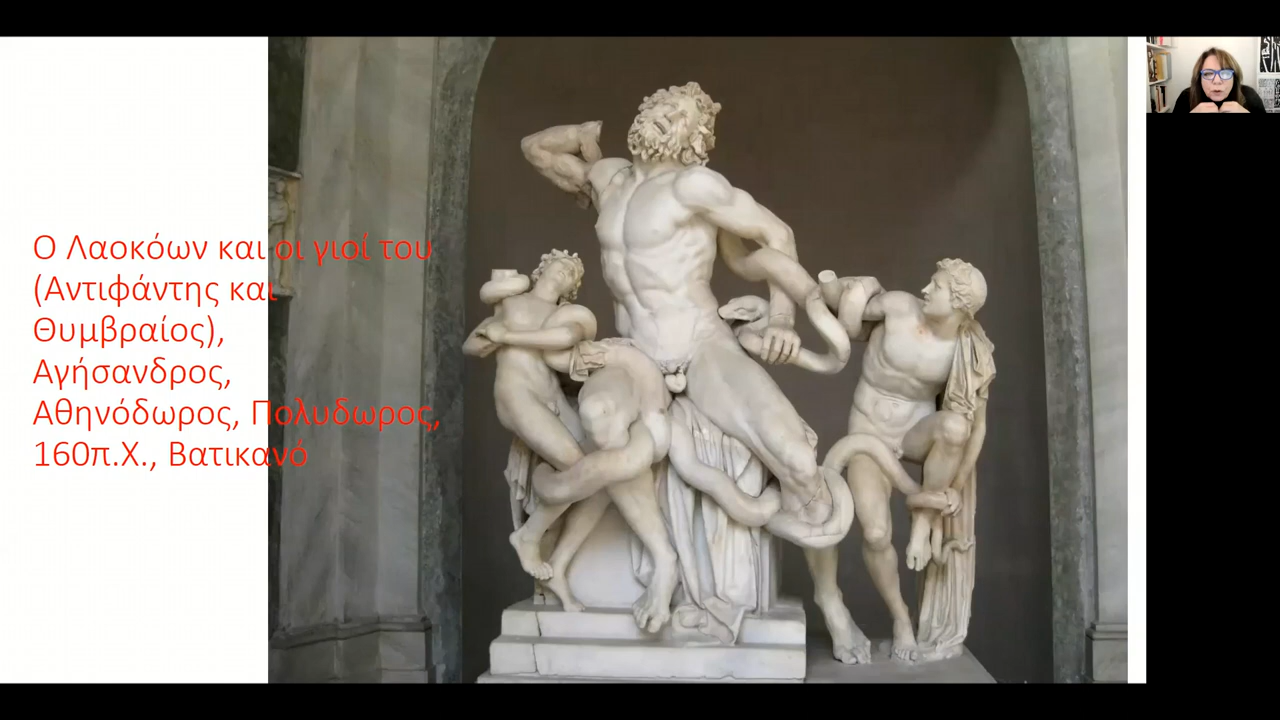 Ο Λαοκόων και οι γιοί του
(Αντιφάντης και
Θυμβραίος),
Αγήσανδρος,
Αθηνόδωρος, Πολυδωρος,
160π.Χ., Βατικανό